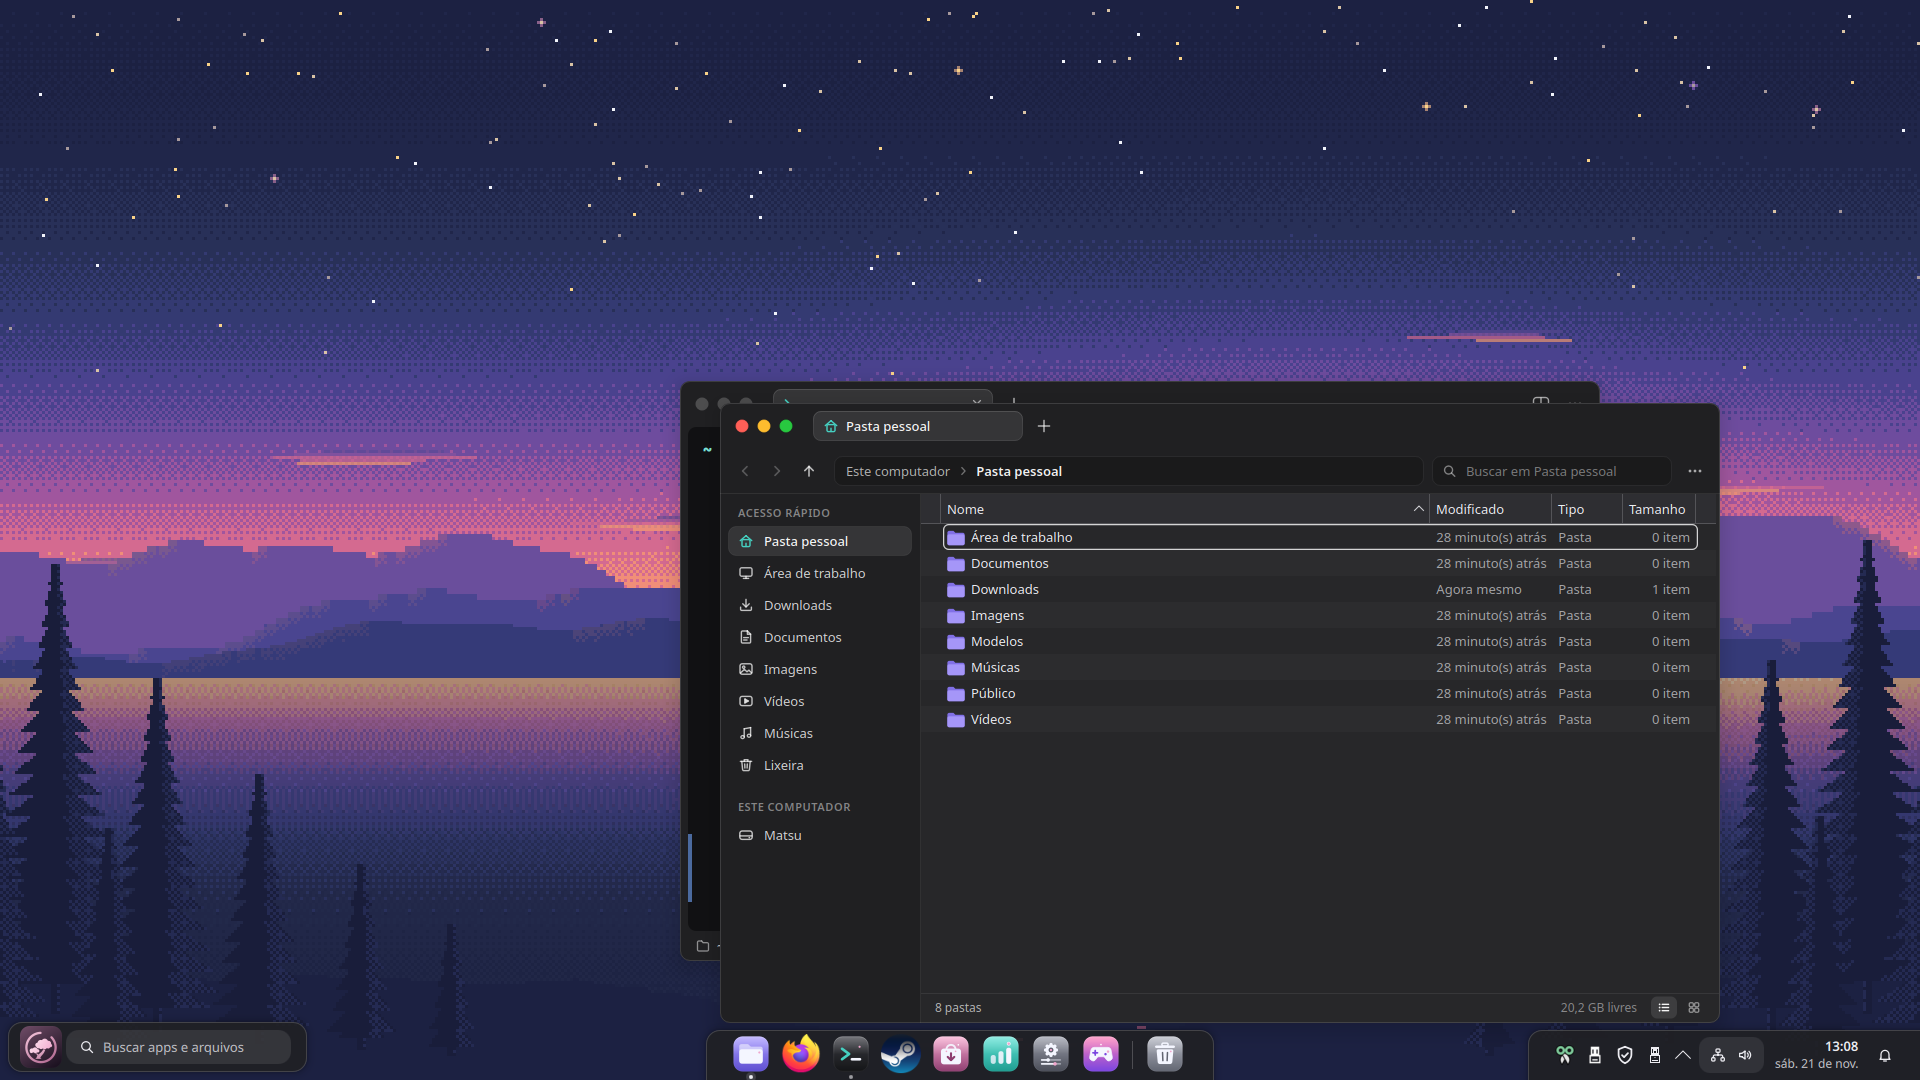 ~
Pasta pessoal
Este computador > Pasta pessoal
Buscar em Pasta pessoal
ACESSO RÁPIDO
Pasta pessoal
Área de trabalho
Downloads
Documentos
Imagens
Vídeos
Músicas
Lixeira
ESTE COMPUTADOR
Matsu
Nome Modificado Tipo Tamanho
Área de trabalho 28 minuto(s) atrás Pasta 0 item
Documentos 28 minuto(s) atrás Pasta 0 item
Downloads Agora mesmo Pasta 1 item
Imagens 28 minuto(s) atrás Pasta 0 item
Modelos 28 minuto(s) atrás Pasta 0 item
Músicas 28 minuto(s) atrás Pasta 0 item
Público 28 minuto(s) atrás Pasta 0 item
Vídeos 28 minuto(s) atrás Pasta 0 item
8 pastas 20,2 GB livres
Buscar apps e arquivos
13:08
sáb. 21 de nov.